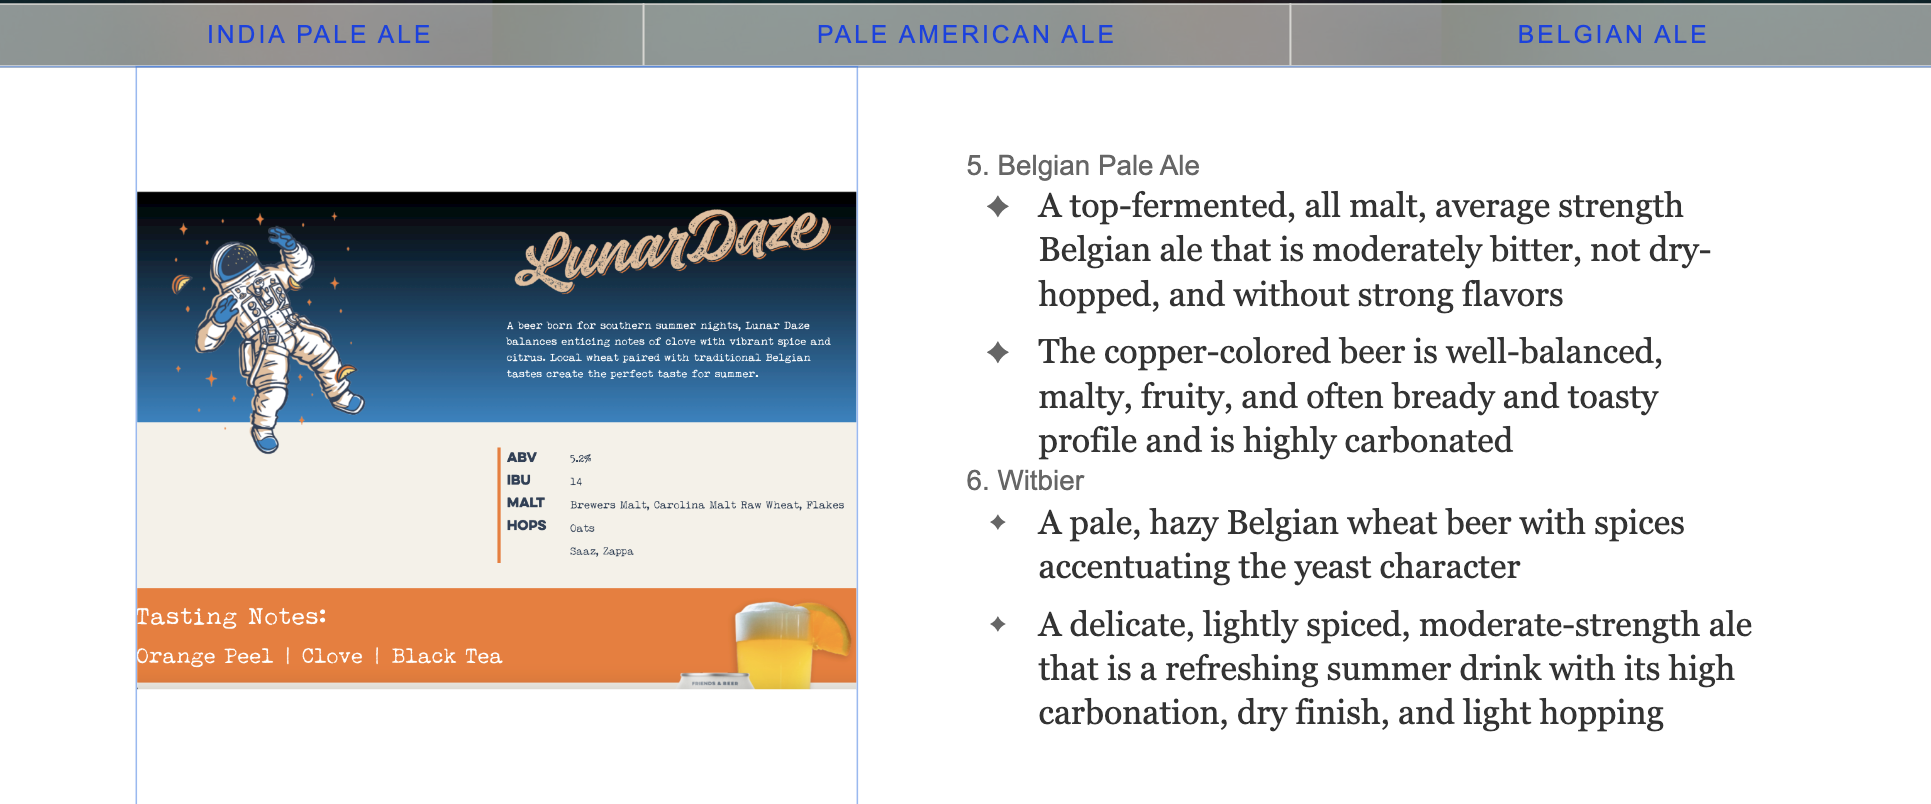 INDIA PALE ALE
PALE AMERICAN ALE
BELGIAN ALE
LunarDaze
A beer born for southern summer nights, Lunar Daze
balances enticing notes of clove with vibrant spice and
citrus. Local wheat paired with traditional Belgian
tastes create the perfect taste for summer.
ABV 5.2%
IBU 14
MALT Brewers Malt, Carolina Malt Raw Wheat, Flakes
HOPS Oats
Saaz, Zappa
Tasting Notes:
Orange Peel | Clove | Black Tea
FRIENDS & BEER
5. Belgian Pale Ale
✦ A top-fermented, all malt, average strength
Belgian ale that is moderately bitter, not dry-
hopped, and without strong flavors
✦ The copper-colored beer is well-balanced,
malty, fruity, and often bready and toasty
profile and is highly carbonated
6. Witbier
✦ A pale, hazy Belgian wheat beer with spices
accentuating the yeast character
✦ A delicate, lightly spiced, moderate-strength ale
that is a refreshing summer drink with its high
carbonation, dry finish, and light hopping